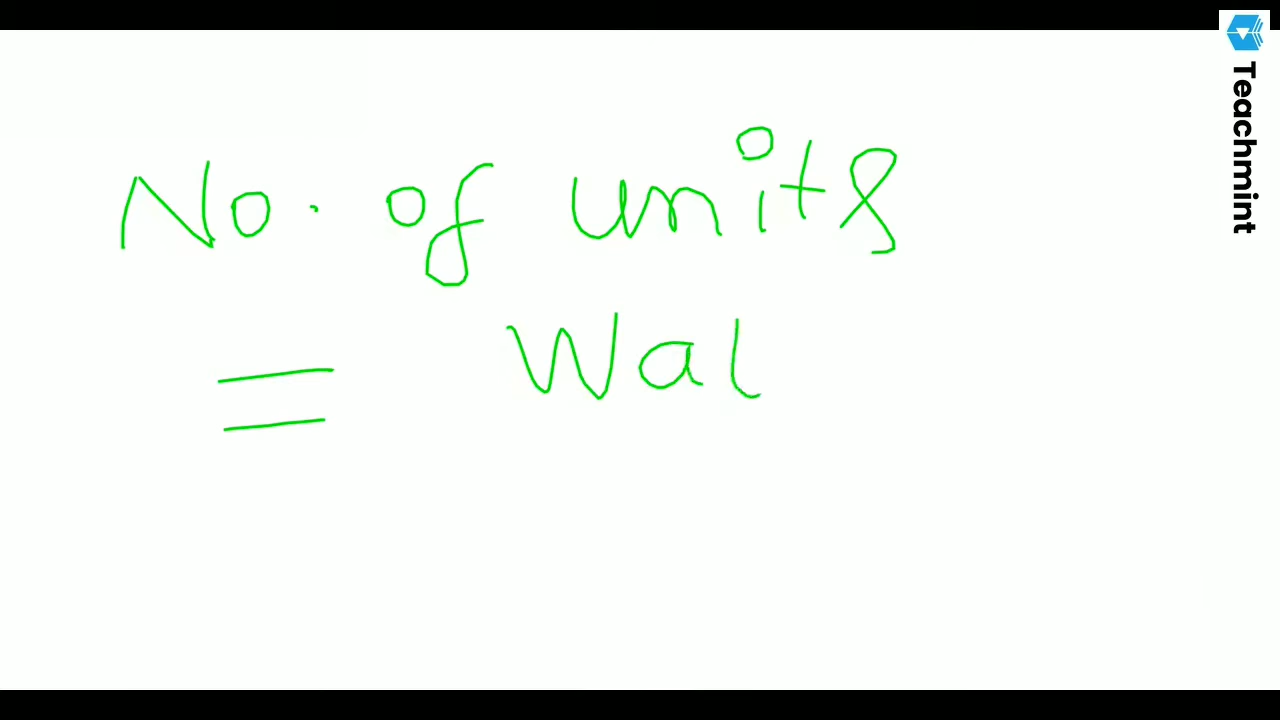 No. of units
= Wal
Teachmint